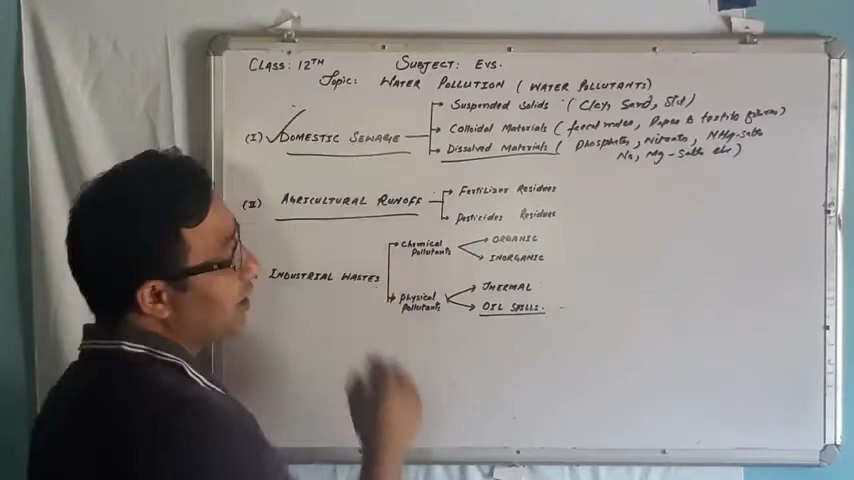 CLASS: 12TH SUBJECT: EVS.
Topic: WATER POLLUTION ( WATER POLLUTANTS)
(I) DOMESTIC SEWAGE
Suspended solids (Clay, Sand, Silt)
Colloidal Materials (faecal matter, Paper & textile fibres)
Dissolved Materials ( Phosphate, Nitrate, NH4-salts
Na, Mg-salts etc)
(II) AGRICULTURAL RUNOFF
Fertilizer Residues
Pesticides Residues
INDUSTRIAL WASTES
Chemical Pollutants
ORGANIC
INORGANIC
Physical Pollutants
THERMAL
OIL SPILLS.